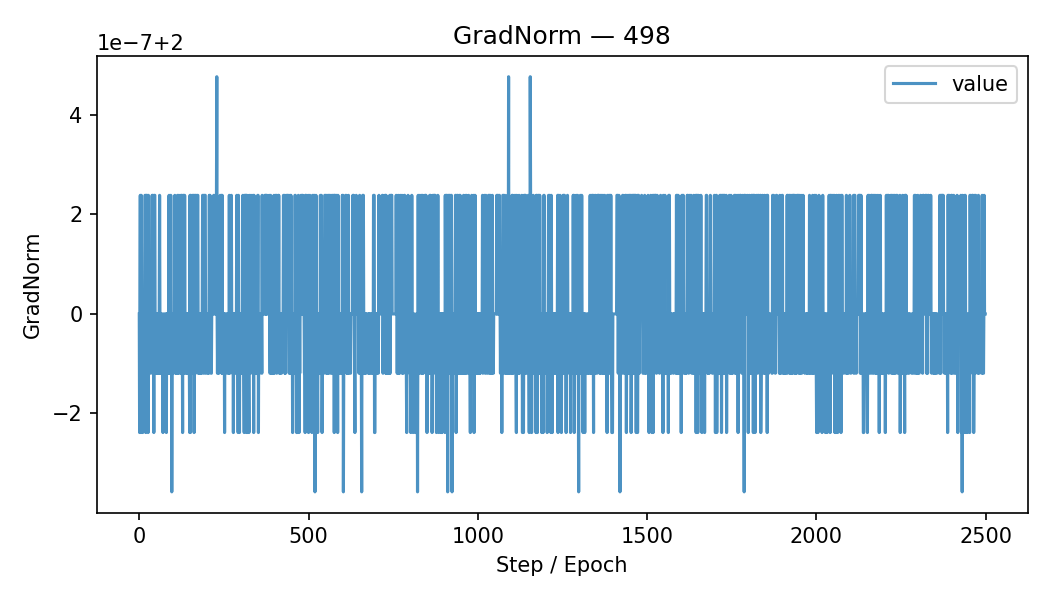 GradNorm — 498
1e−7+2
value
4
2
0
−2
GradNorm
0
500
1000
1500
2000
2500
Step / Epoch